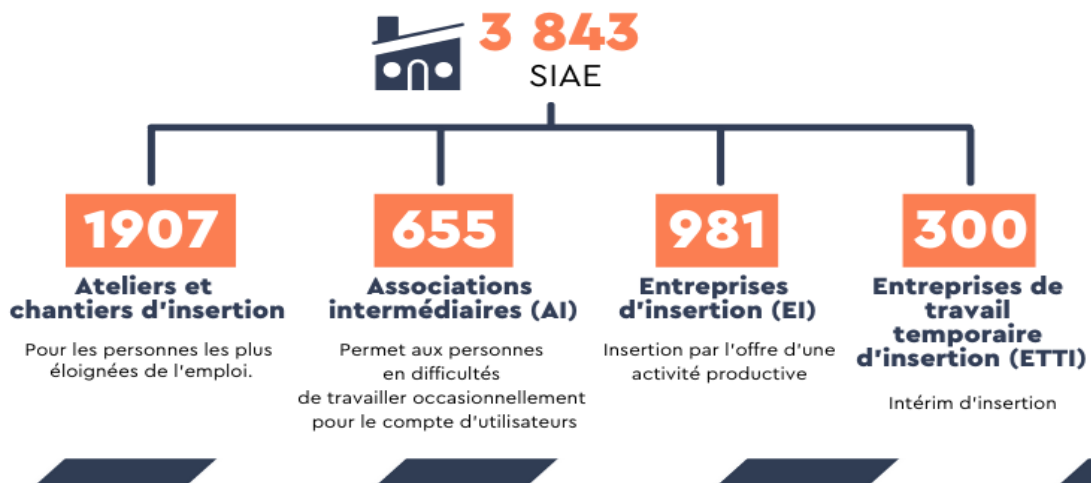 3 843
SIAE
1907
Ateliers et
chantiers d'insertion
Pour les personnes les plus
éloignées de l'emploi.
655
Associations
intermédiaires (AI)
Permet aux personnes
en difficultés
de travailler occasionnellement
pour le compte d'utilisateurs
981
Entreprises
d'insertion (EI)
Insertion par l'offre d'une
activité productive
300
Entreprises de
travail
temporaire
d'insertion (ETTI)
Intérim d'insertion